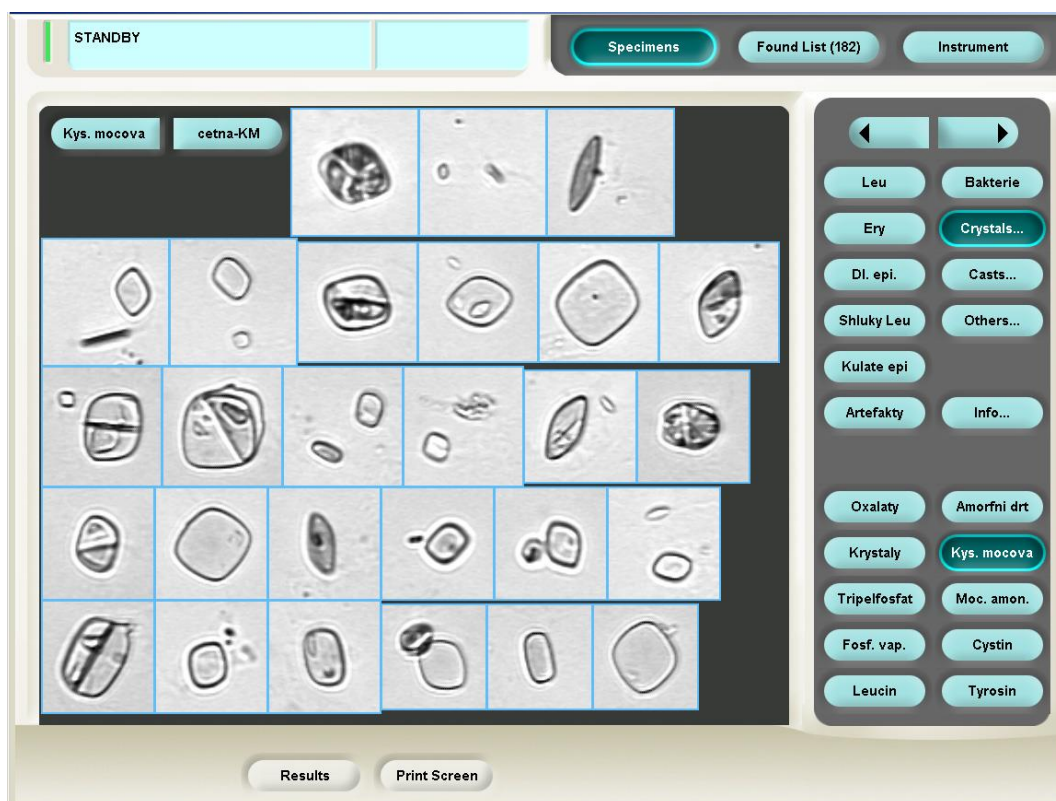 STANDBY
Specimens
Found List (182)
Instrument
Kys. mocova
cetna-KM
Leu
Bakterie
Ery
Crystals...
Dl. epi.
Casts...
Shluky Leu
Others...
Kulate epi
Artefakty
Info...
Oxalaty
Amorfni drt
Krystaly
Kys. mocova
Tripelfosfat
Moc. amon.
Fosf. vap.
Cystin
Leucin
Tyrosin
Results
Print Screen